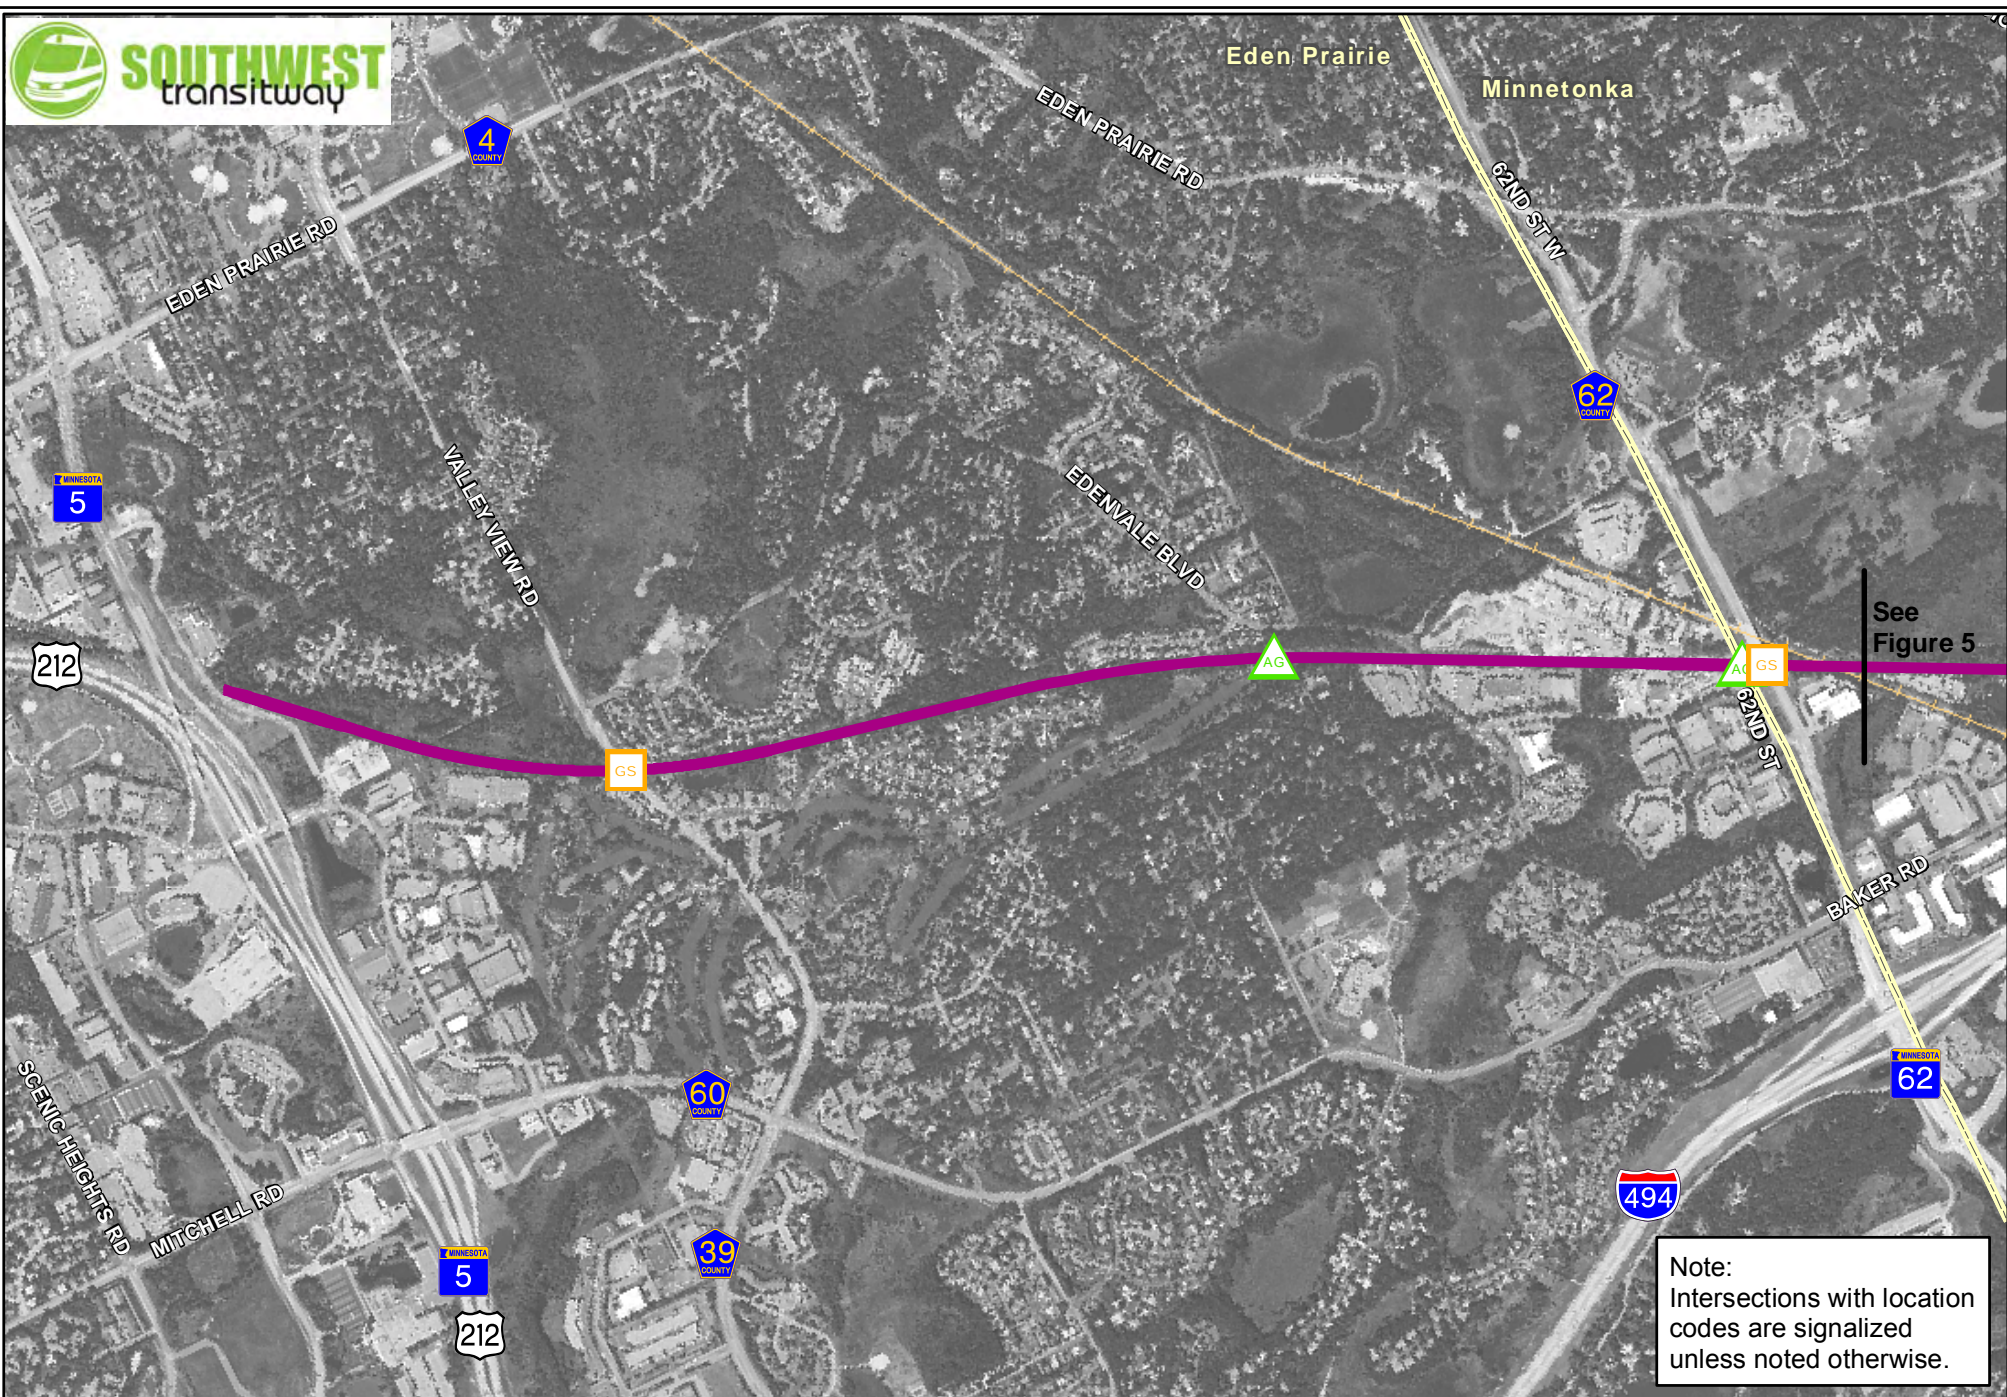 SOUTHWEST
transitway
Eden Prairie
Minnetonka
EDEN PRAIRIE RD
4
COUNTY
62ND ST W
EDEN PRAIRIE RD
62
COUNTY
MINNESOTA
5
VALLEY VIEW RD
EDENVALE BLVD
See
Figure 5
212
AG
AG
GS
GS
62ND ST
BAKER RD
MINNESOTA
62
60
COUNTY
SCENIC HEIGHTS RD
MITCHELL RD
494
39
COUNTY
MINNESOTA
5
212
Note:
Intersections with location
codes are signalized
unless noted otherwise.